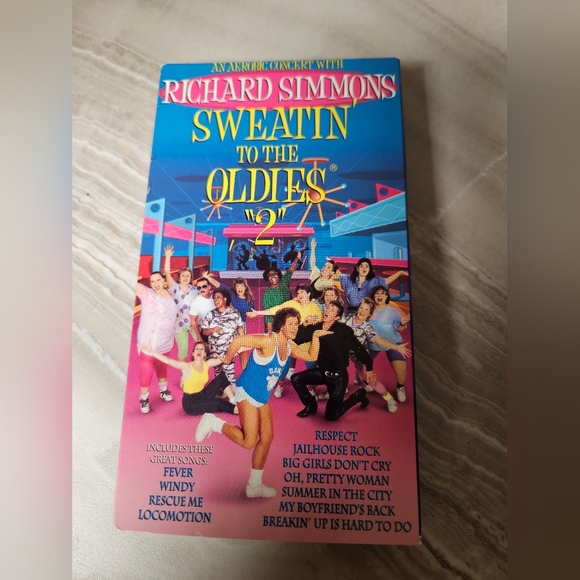 AN AEROBIC CONCERT WITH
RICHARD SIMMONS
SWEATIN'
TO THE
OLDIES®
"2"
INCLUDES THESE
GREAT SONGS:
FEVER
WINDY
RESCUE ME
LOCOMOTION
RESPECT
JAILHOUSE ROCK
BIG GIRLS DON'T CRY
OH, PRETTY WOMAN
SUMMER IN THE CITY
MY BOYFRIEND'S BACK
BREAKIN' UP IS HARD TO DO